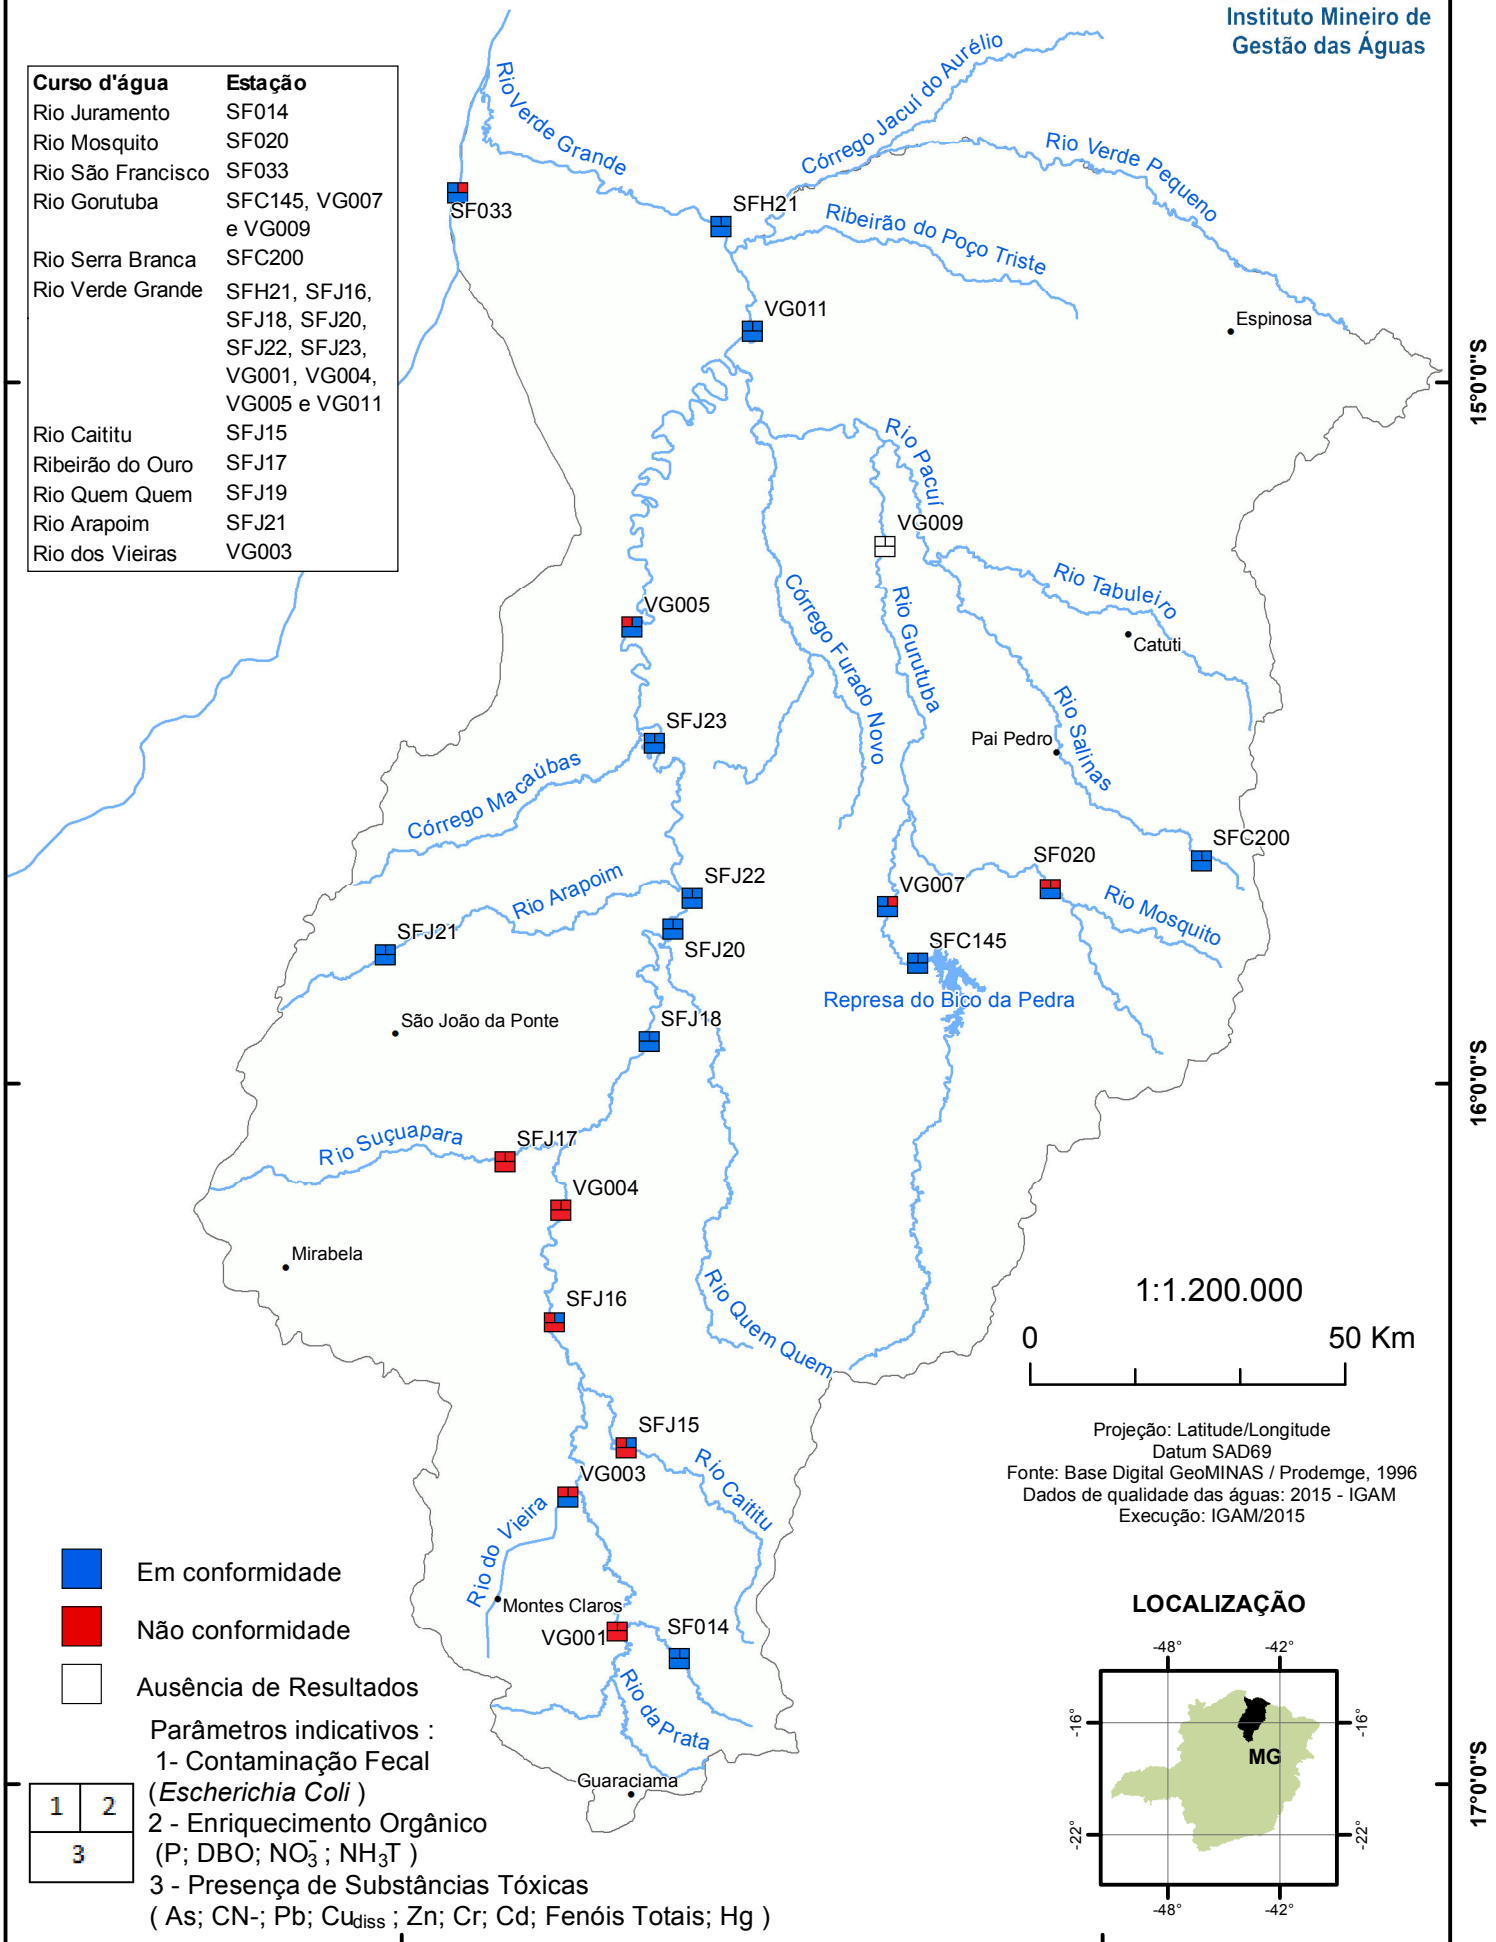 Instituto Mineiro de
Gestão das Águas
Curso d'água Estação
Rio Juramento SF014
Rio Mosquito SF020
Rio São Francisco SF033
Rio Gorutuba SFC145, VG007
e VG009
Rio Serra Branca SFC200
Rio Verde Grande SFH21, SFJ16,
SFJ18, SFJ20,
SFJ22, SFJ23,
VG001, VG004,
VG005 e VG011
Rio Caititu SFJ15
Ribeirão do Ouro SFJ17
Rio Quem Quem SFJ19
Rio Arapoim SFJ21
Rio dos Vieiras VG003
Rio Verde Grande
Córrego Jacuí do Aurélio
Rio Verde Pequeno
SF033
SFH21
Ribeirão do Poço Triste
VG011
Espinosa
15°0'0"S
Rio Pacuí
VG009
Rio Tabuleiro
Catuti
Córrego Furado Novo
Rio Gurutuba
VG005
SFJ23
Pai Pedro
Rio Salinas
Córrego Macaúbas
SFC200
SF020
SFJ22
VG007
Rio Arapoim
Rio Mosquito
SFJ21
SFJ20
SFC145
Represa do Bico da Pedra
São João da Ponte
SFJ18
16°0'0"S
Rio Suçuapara
SFJ17
VG004
Mirabela
SFJ16
Rio Quem Quem
1:1.200.000
0 50 Km
SFJ15
Rio Caititu
VG003
Rio do Vieira
Projeção: Latitude/Longitude
Datum SAD69
Fonte: Base Digital GeoMINAS / Prodemge, 1996
Dados de qualidade das águas: 2015 - IGAM
Execução: IGAM/2015
Montes Claros
VG001
SF014
Rio da Prata
Guaraciama
Em conformidade
Não conformidade
Ausência de Resultados
Parâmetros indicativos :
1- Contaminação Fecal
(Escherichia Coli )
2 - Enriquecimento Orgânico
(P; DBO; NO₃⁻ ; NH₃T )
3 - Presença de Substâncias Tóxicas
( As; CN-; Pb; Cudiss ; Zn; Cr; Cd; Fenóis Totais; Hg )
1 2
3
LOCALIZAÇÃO
-48° -42°
-16° -16°
MG
-22° -22°
-48° -42°
17°0'0"S